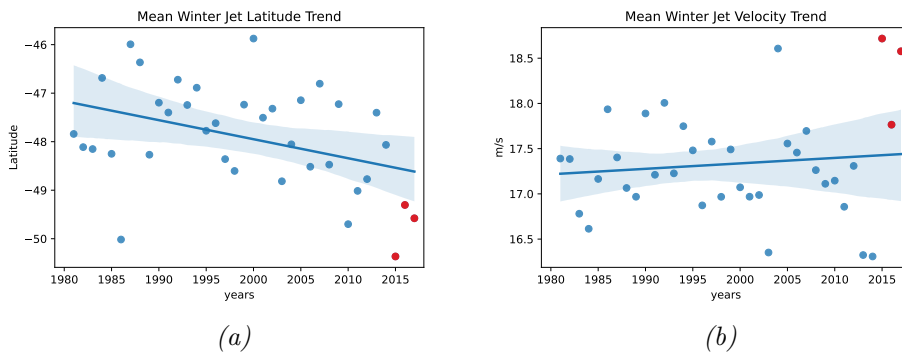 Mean Winter Jet Latitude Trend
−46
−47
−48
−49
−50
Latitude
1980 1985 1990 1995 2000 2005 2010 2015
years
(a)
Mean Winter Jet Velocity Trend
18.5
18.0
17.5
17.0
16.5
m/s
1980 1985 1990 1995 2000 2005 2010 2015
years
(b)